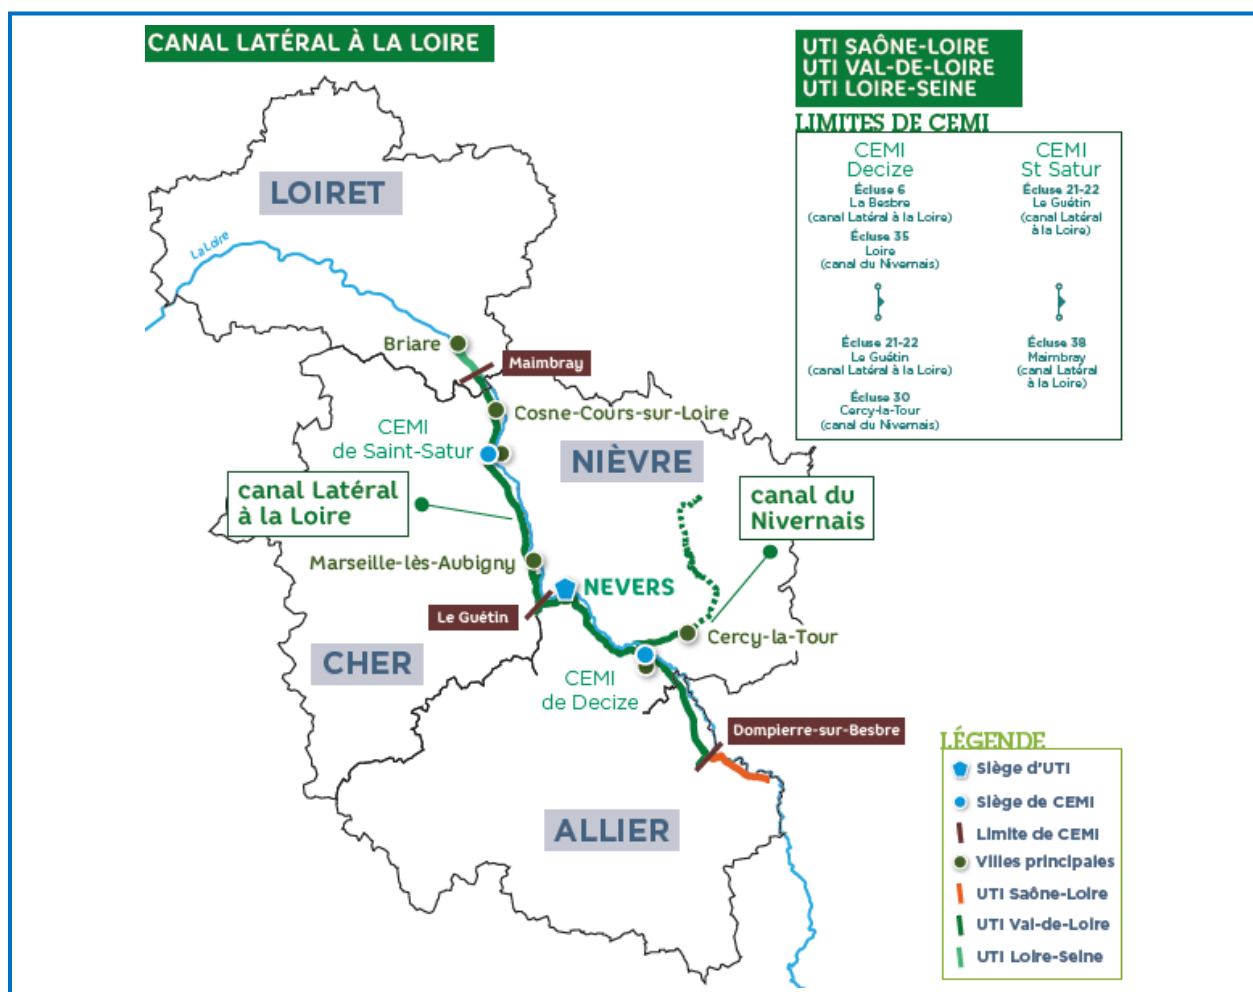 CANAL LATÉRAL À LA LOIRE
UTI SAÔNE-LOIRE
UTI VAL-DE-LOIRE
UTI LOIRE-SEINE
LIMITES DE CEMI
CEMI
Decize
Écluse 6
La Besbre
(canal Latéral à la Loire)
Écluse 35
Loire
(canal du Nivernais)
Écluse 21-22
Le Guétin
(canal Latéral à la Loire)
Écluse 30
Cercy-la-Tour
(canal du Nivernais)
CEMI
St Satur
Écluse 21-22
Le Guétin
(canal Latéral
à la Loire)
Écluse 38
Maimbray
(canal Latéral
à la Loire)
LOIRET
La Loire
Briare
Maimbray
Cosne-Cours-sur-Loire
CEMI
de Saint-Satur
NIÈVRE
canal Latéral
à la Loire
canal du
Nivernais
Marseille-lès-Aubigny
NEVERS
Le Guétin
Cercy-la-Tour
CHER
CEMI
de Decize
Dompierre-sur-Besbre
ALLIER
LÉGENDE
Siège d'UTI
Siège de CEMI
Limite de CEMI
Villes principales
UTI Saône-Loire
UTI Val-de-Loire
UTI Loire-Seine